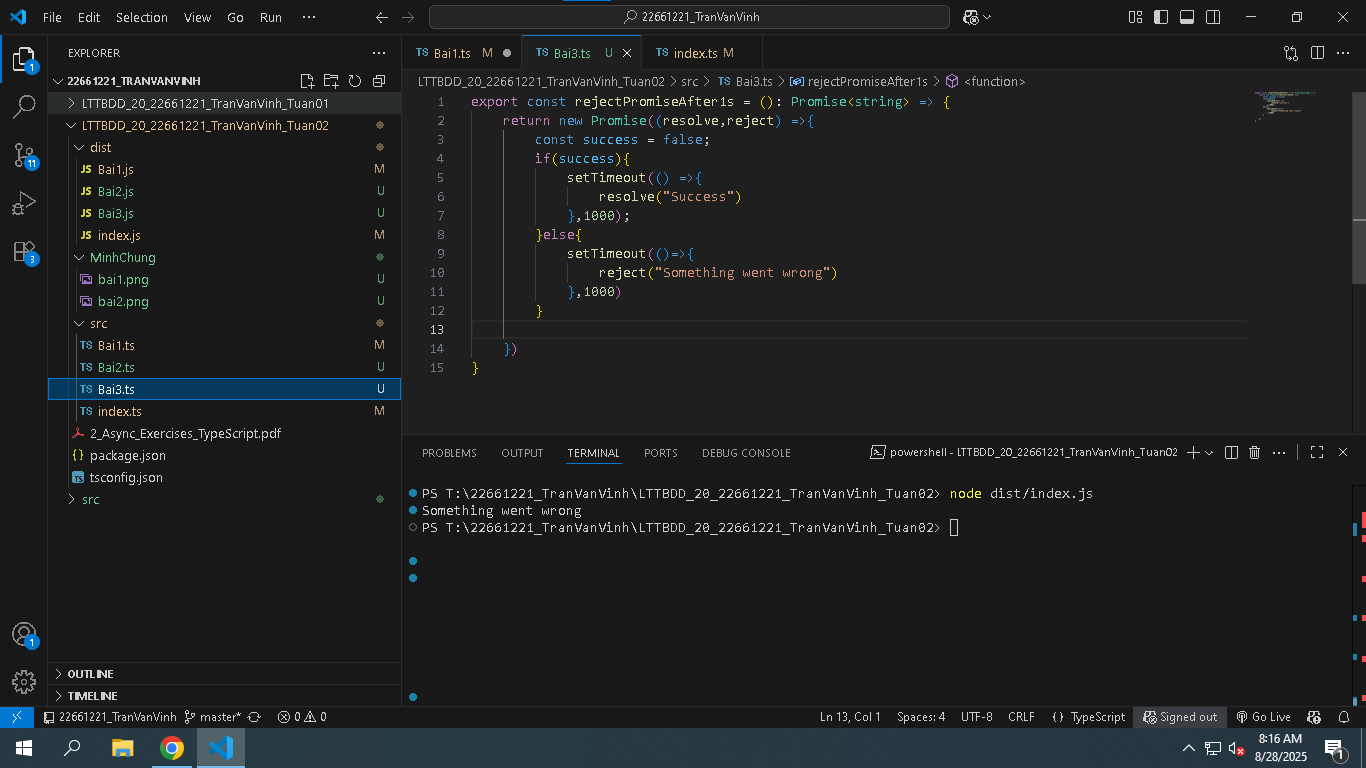 File Edit Selection View Go Run ··· 22661221_TranVanVinh
EXPLORER
22661221_TRANVANVINH
LTTBDD_20_22661221_TranVanVinh_Tuan01
LTTBDD_20_22661221_TranVanVinh_Tuan02
dist
JS Bai1.js M
JS Bai2.js U
JS Bai3.js U
JS index.js M
MinhChung
bai1.png U
bai2.png U
src
TS Bai1.ts M
TS Bai2.ts U
TS Bai3.ts U
TS index.ts M
2_Async_Exercises_TypeScript.pdf
{} package.json
TS tsconfig.json
src
OUTLINE
TIMELINE
1
11
3
1
TS Bai1.ts M TS Bai3.ts U TS index.ts M
LTTBDD_20_22661221_TranVanVinh_Tuan02 > src > TS Bai3.ts > rejectPromiseAfter1s > <function>
1 export const rejectPromiseAfter1s = (): Promise<string> => {
2 return new Promise((resolve,reject) =>{
3 const success = false;
4 if(success){
5 setTimeout(() =>{
6 resolve("Success")
7 },1000);
8 }else{
9 setTimeout(()=>{
10 reject("Something went wrong")
11 },1000)
12 }
13
14 })
15 }
PROBLEMS OUTPUT TERMINAL PORTS DEBUG CONSOLE powershell - LTTBDD_20_22661221_TranVanVinh_Tuan02
PS T:\22661221_TranVanVinh\LTTBDD_20_22661221_TranVanVinh_Tuan02> node dist/index.js
Something went wrong
PS T:\22661221_TranVanVinh\LTTBDD_20_22661221_TranVanVinh_Tuan02>
22661221_TranVanVinh master* 0 0 Ln 13, Col 1 Spaces: 4 UTF-8 CRLF {} TypeScript Signed out Go Live
8:16 AM
8/28/2025
1